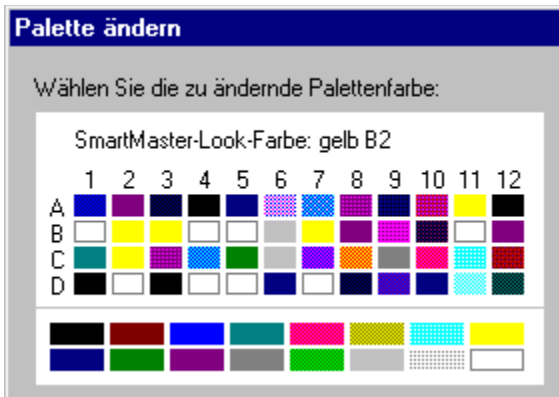 Palette ändern
Wählen Sie die zu ändernde Palettenfarbe:
SmartMaster-Look-Farbe: gelb B2
1 2 3 4 5 6 7 8 9 10 11 12
A
B
C
D